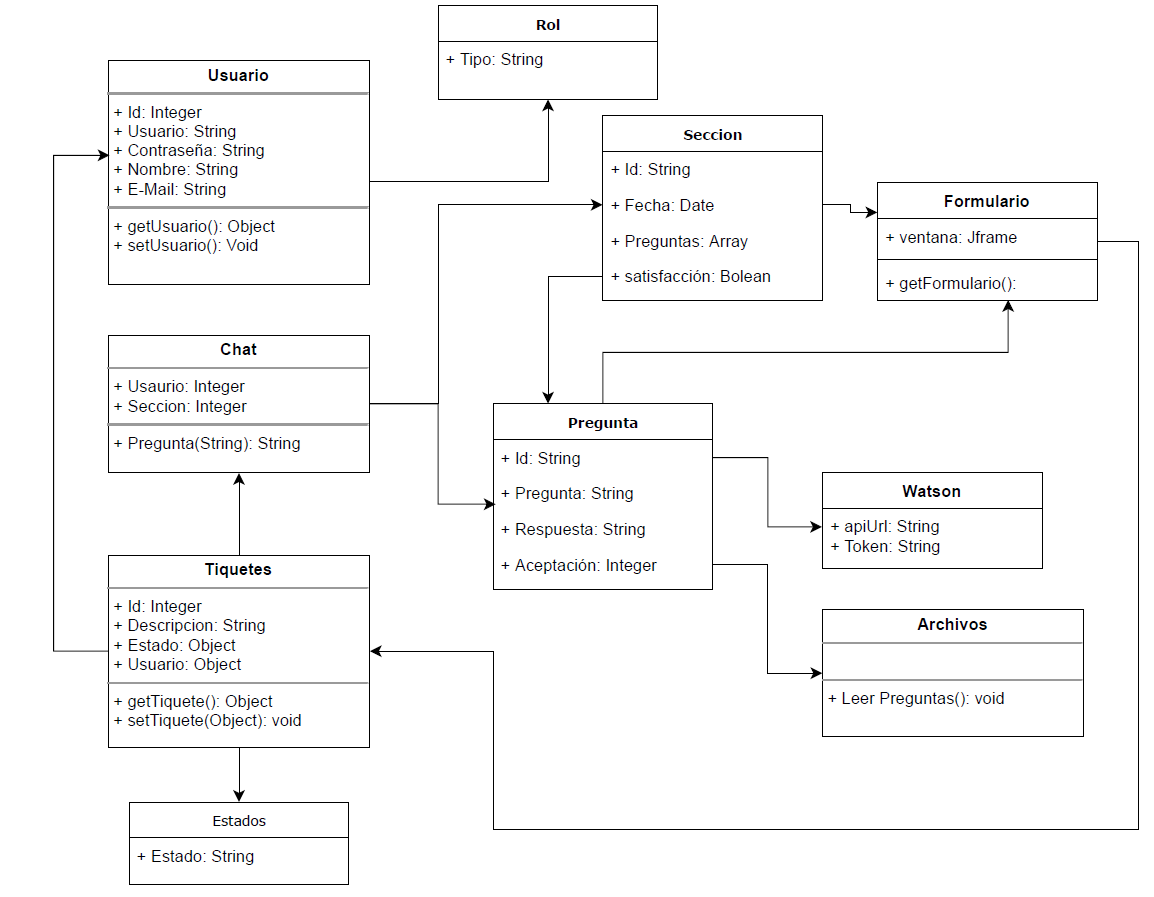 Rol
+ Tipo: String
Usuario
+ Id: Integer
+ Usuario: String
+ Contraseña: String
+ Nombre: String
+ E-Mail: String
+ getUsuario(): Object
+ setUsuario(): Void
Seccion
+ Id: String
+ Fecha: Date
+ Preguntas: Array
+ satisfacción: Bolean
Formulario
+ ventana: Jframe
+ getFormulario():
Chat
+ Usaurio: Integer
+ Seccion: Integer
+ Pregunta(String): String
Pregunta
+ Id: String
+ Pregunta: String
+ Respuesta: String
+ Aceptación: Integer
Watson
+ apiUrl: String
+ Token: String
Tiquetes
+ Id: Integer
+ Descripcion: String
+ Estado: Object
+ Usuario: Object
+ getTiquete(): Object
+ setTiquete(Object): void
Archivos
+ Leer Preguntas(): void
Estados
+ Estado: String